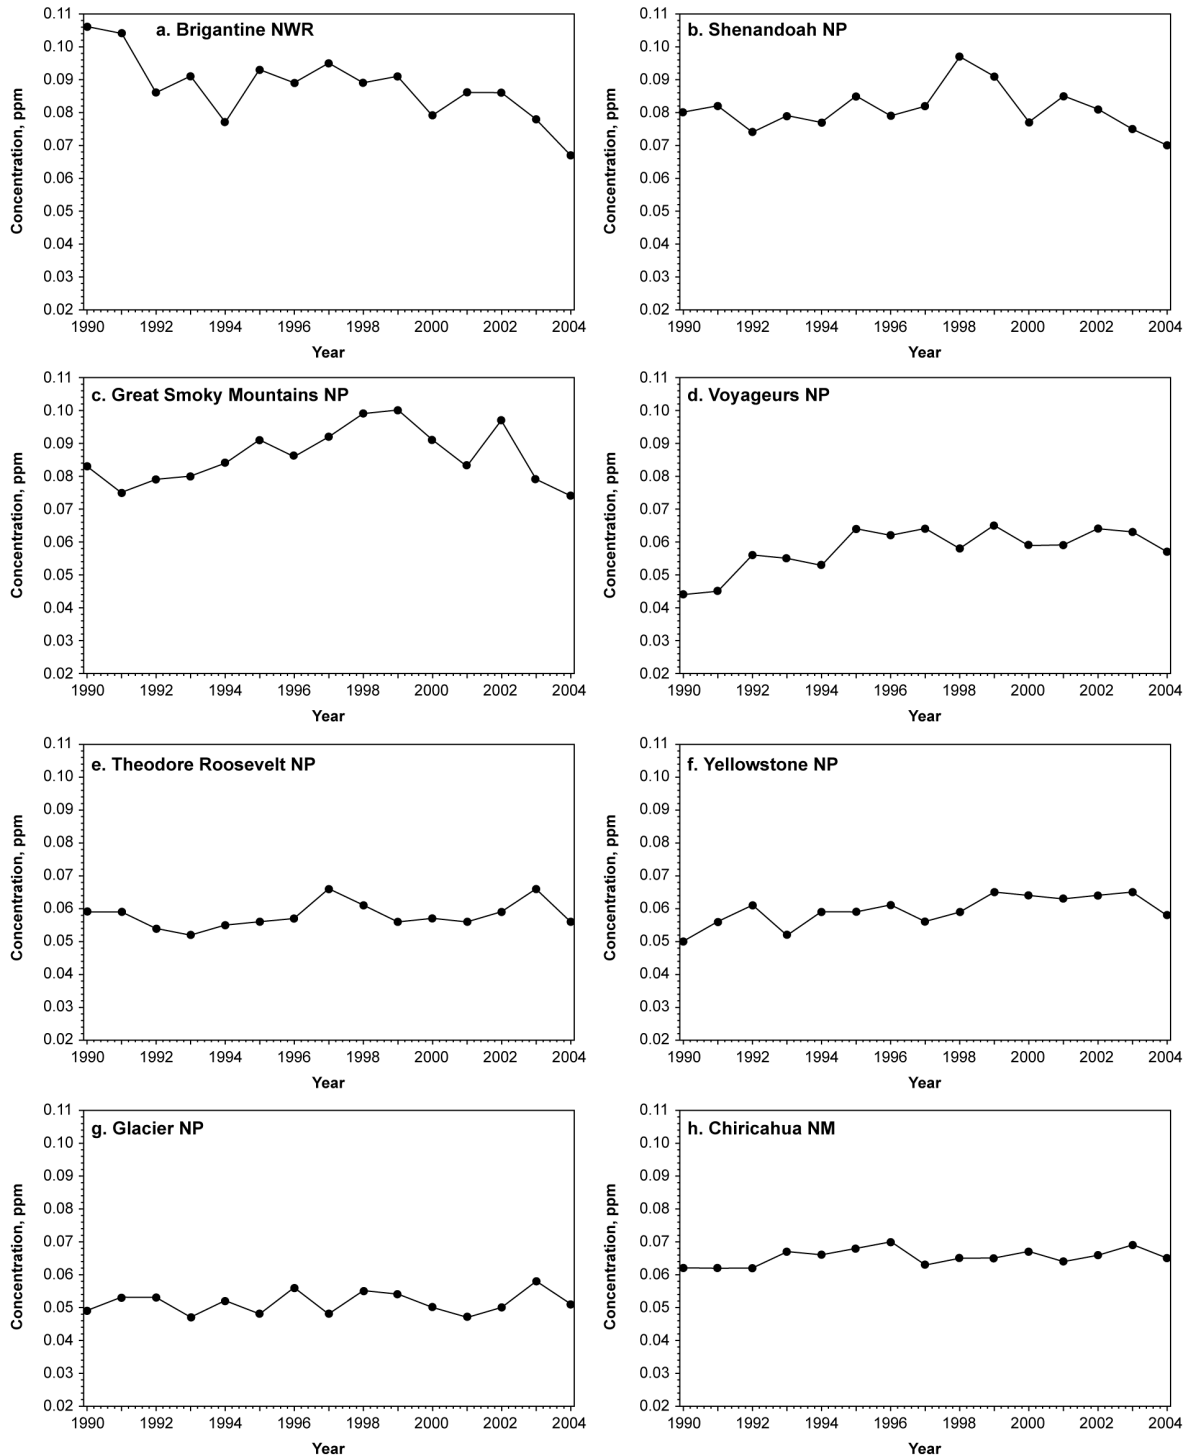 a. Brigantine NWR
Concentration, ppm
0.11
0.10
0.09
0.08
0.07
0.06
0.05
0.04
0.03
0.02
1990 1992 1994 1996 1998 2000 2002 2004
Year
b. Shenandoah NP
Concentration, ppm
0.11
0.10
0.09
0.08
0.07
0.06
0.05
0.04
0.03
0.02
1990 1992 1994 1996 1998 2000 2002 2004
Year
c. Great Smoky Mountains NP
Concentration, ppm
0.11
0.10
0.09
0.08
0.07
0.06
0.05
0.04
0.03
0.02
1990 1992 1994 1996 1998 2000 2002 2004
Year
d. Voyageurs NP
Concentration, ppm
0.11
0.10
0.09
0.08
0.07
0.06
0.05
0.04
0.03
0.02
1990 1992 1994 1996 1998 2000 2002 2004
Year
e. Theodore Roosevelt NP
Concentration, ppm
0.11
0.10
0.09
0.08
0.07
0.06
0.05
0.04
0.03
0.02
1990 1992 1994 1996 1998 2000 2002 2004
Year
f. Yellowstone NP
Concentration, ppm
0.11
0.10
0.09
0.08
0.07
0.06
0.05
0.04
0.03
0.02
1990 1992 1994 1996 1998 2000 2002 2004
Year
g. Glacier NP
Concentration, ppm
0.11
0.10
0.09
0.08
0.07
0.06
0.05
0.04
0.03
0.02
1990 1992 1994 1996 1998 2000 2002 2004
Year
h. Chiricahua NM
Concentration, ppm
0.11
0.10
0.09
0.08
0.07
0.06
0.05
0.04
0.03
0.02
1990 1992 1994 1996 1998 2000 2002 2004
Year